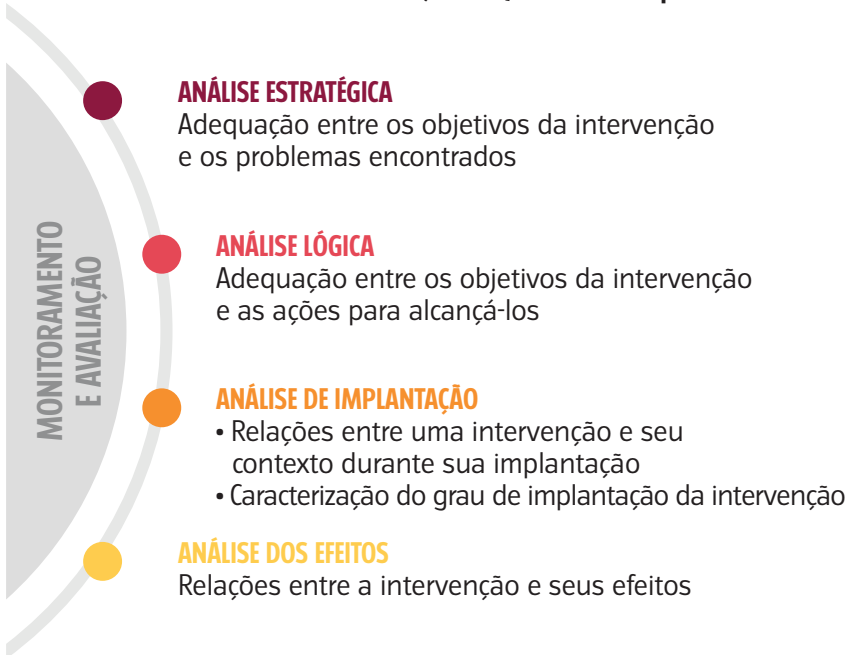 MONITORAMENTO
E AVALIAÇÃO
ANÁLISE ESTRATÉGICA
Adequação entre os objetivos da intervenção
e os problemas encontrados
ANÁLISE LÓGICA
Adequação entre os objetivos da intervenção
e as ações para alcançá-los
ANÁLISE DE IMPLANTAÇÃO
• Relações entre uma intervenção e seu
contexto durante sua implantação
• Caracterização do grau de implantação da intervenção
ANÁLISE DOS EFEITOS
Relações entre a intervenção e seus efeitos